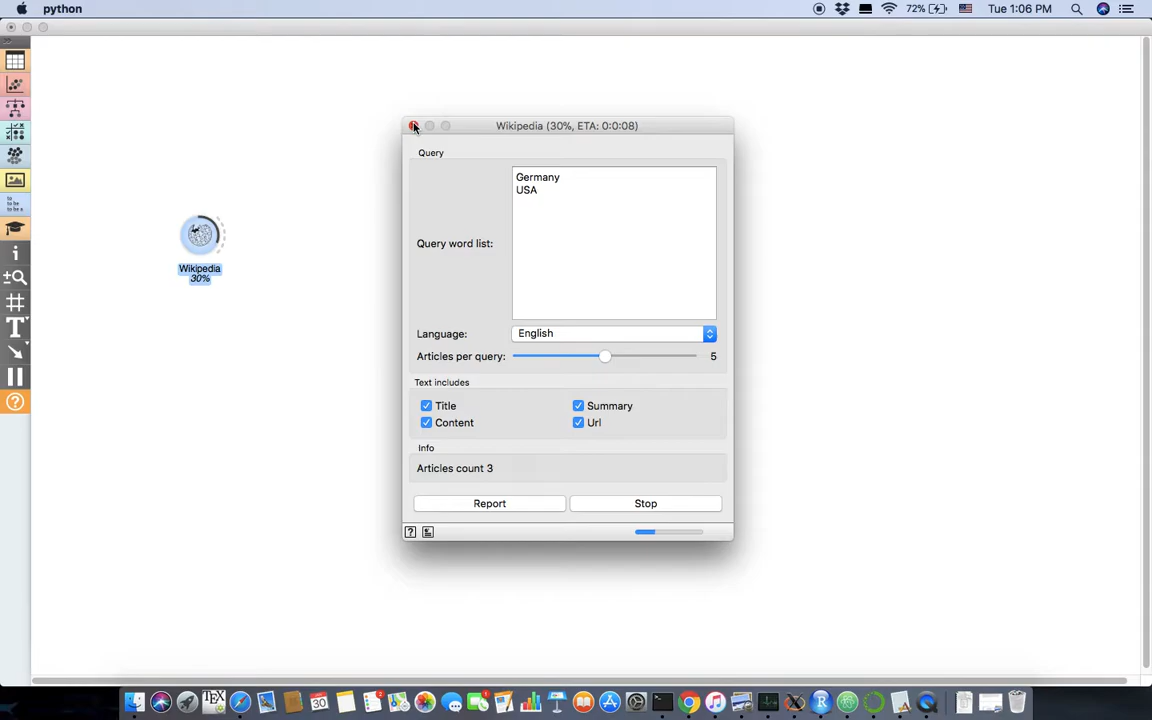 python
72%
Tue 1:06 PM
Wikipedia (30%, ETA: 0:0:08)
Query
Germany
USA
Query word list:
Language:
English
Articles per query:
5
Text includes
Title
Summary
Content
Url
Info
Articles count 3
Report
Stop
Wikipedia
30%